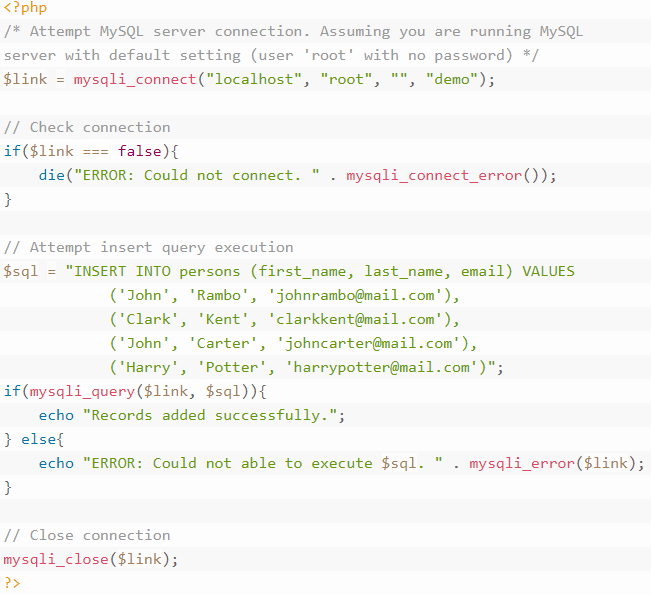 <?php
/* Attempt MySQL server connection. Assuming you are running MySQL
server with default setting (user 'root' with no password) */
$link = mysqli_connect("localhost", "root", "", "demo");
// Check connection
if($link === false){
    die("ERROR: Could not connect. " . mysqli_connect_error());
}
// Attempt insert query execution
$sql = "INSERT INTO persons (first_name, last_name, email) VALUES
            ('John', 'Rambo', 'johnrambo@mail.com'),
            ('Clark', 'Kent', 'clarkkent@mail.com'),
            ('John', 'Carter', 'johncarter@mail.com'),
            ('Harry', 'Potter', 'harrypotter@mail.com')";
if(mysqli_query($link, $sql)){
    echo "Records added successfully.";
} else{
    echo "ERROR: Could not able to execute $sql. " . mysqli_error($link);
}
// Close connection
mysqli_close($link);
?>